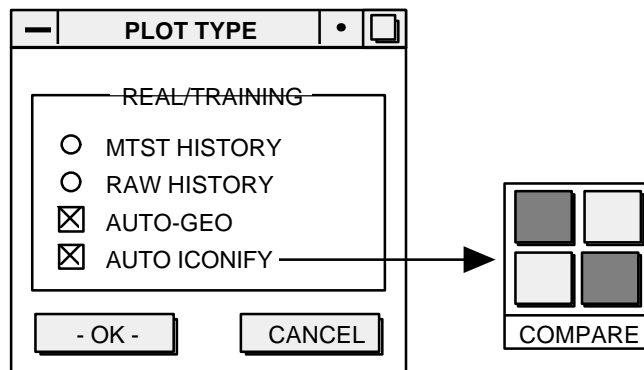 PLOT TYPE
REAL/TRAINING
MTST HISTORY
RAW HISTORY
AUTO-GEO
AUTO ICONIFY
- OK -
CANCEL
COMPARE